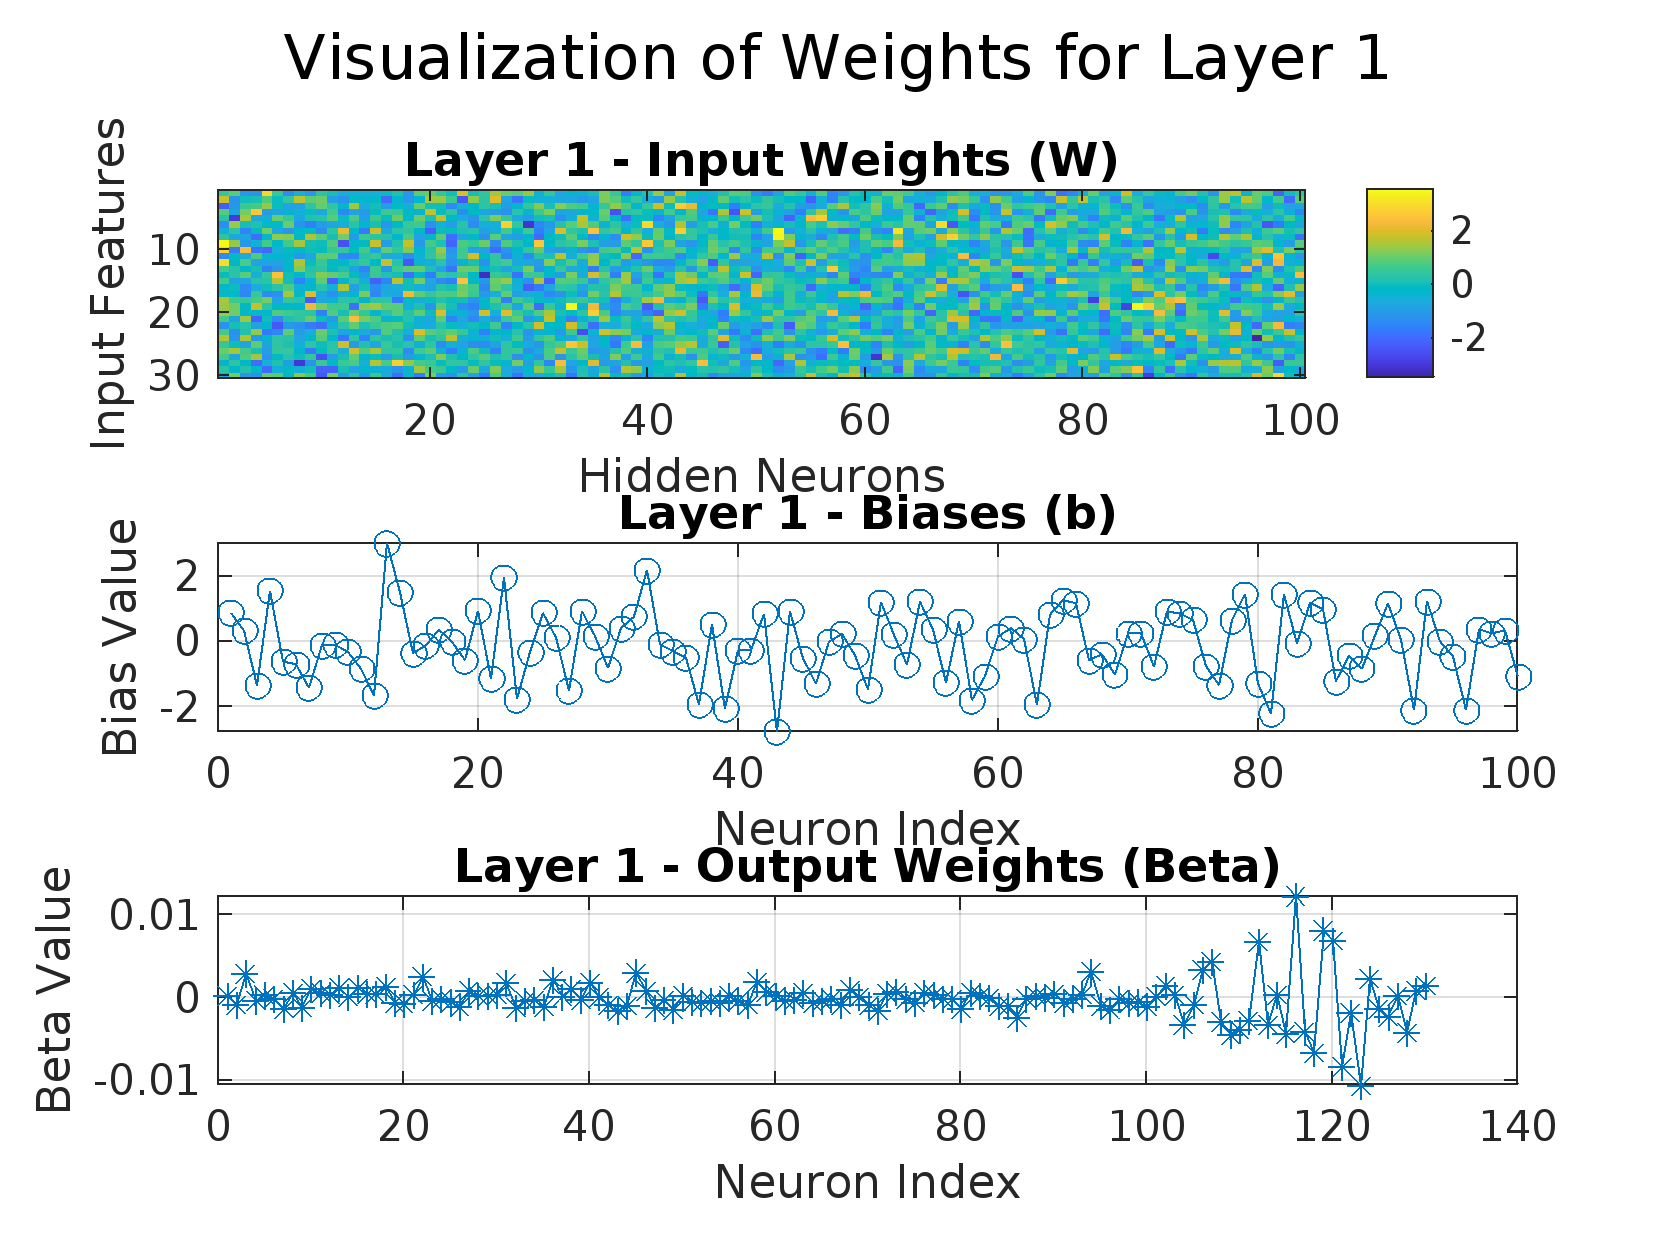 Visualization of Weights for Layer 1
Layer 1 - Input Weights (W)
Input Features
10
20
30
20 40 60 80 100
Hidden Neurons
2
0
-2
Layer 1 - Biases (b)
Bias Value
2
0
-2
0 20 40 60 80 100
Neuron Index
Layer 1 - Output Weights (Beta)
Beta Value
0.01
0
-0.01
0 20 40 60 80 100 120 140
Neuron Index